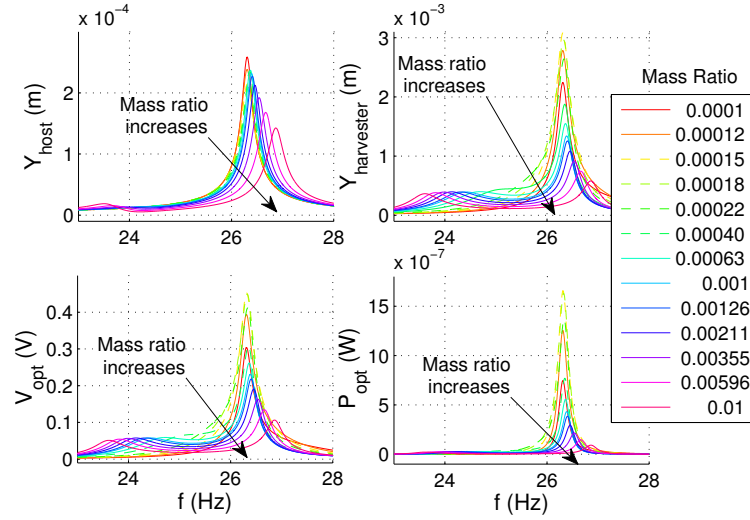 x 10⁻⁴
Y_host (m)
4
2
0
24
26
28
Mass ratio
increases
x 10⁻³
Y_harvester (m)
3
2
1
0
24
26
28
Mass ratio
increases
V_opt (V)
0.4
0.3
0.2
0.1
0
24
26
28
f (Hz)
Mass ratio
increases
x 10⁻⁷
P_opt (W)
15
10
5
0
24
26
28
f (Hz)
Mass ratio
increases
Mass Ratio
0.0001
0.00012
0.00015
0.00018
0.00022
0.00040
0.00063
0.001
0.00126
0.00211
0.00355
0.00596
0.01